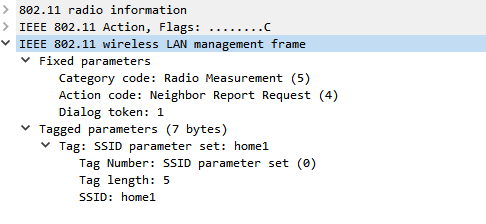 802.11 radio information
IEEE 802.11 Action, Flags: ........C
IEEE 802.11 wireless LAN management frame
Fixed parameters
Category code: Radio Measurement (5)
Action code: Neighbor Report Request (4)
Dialog token: 1
Tagged parameters (7 bytes)
Tag: SSID parameter set: home1
Tag Number: SSID parameter set (0)
Tag length: 5
SSID: home1